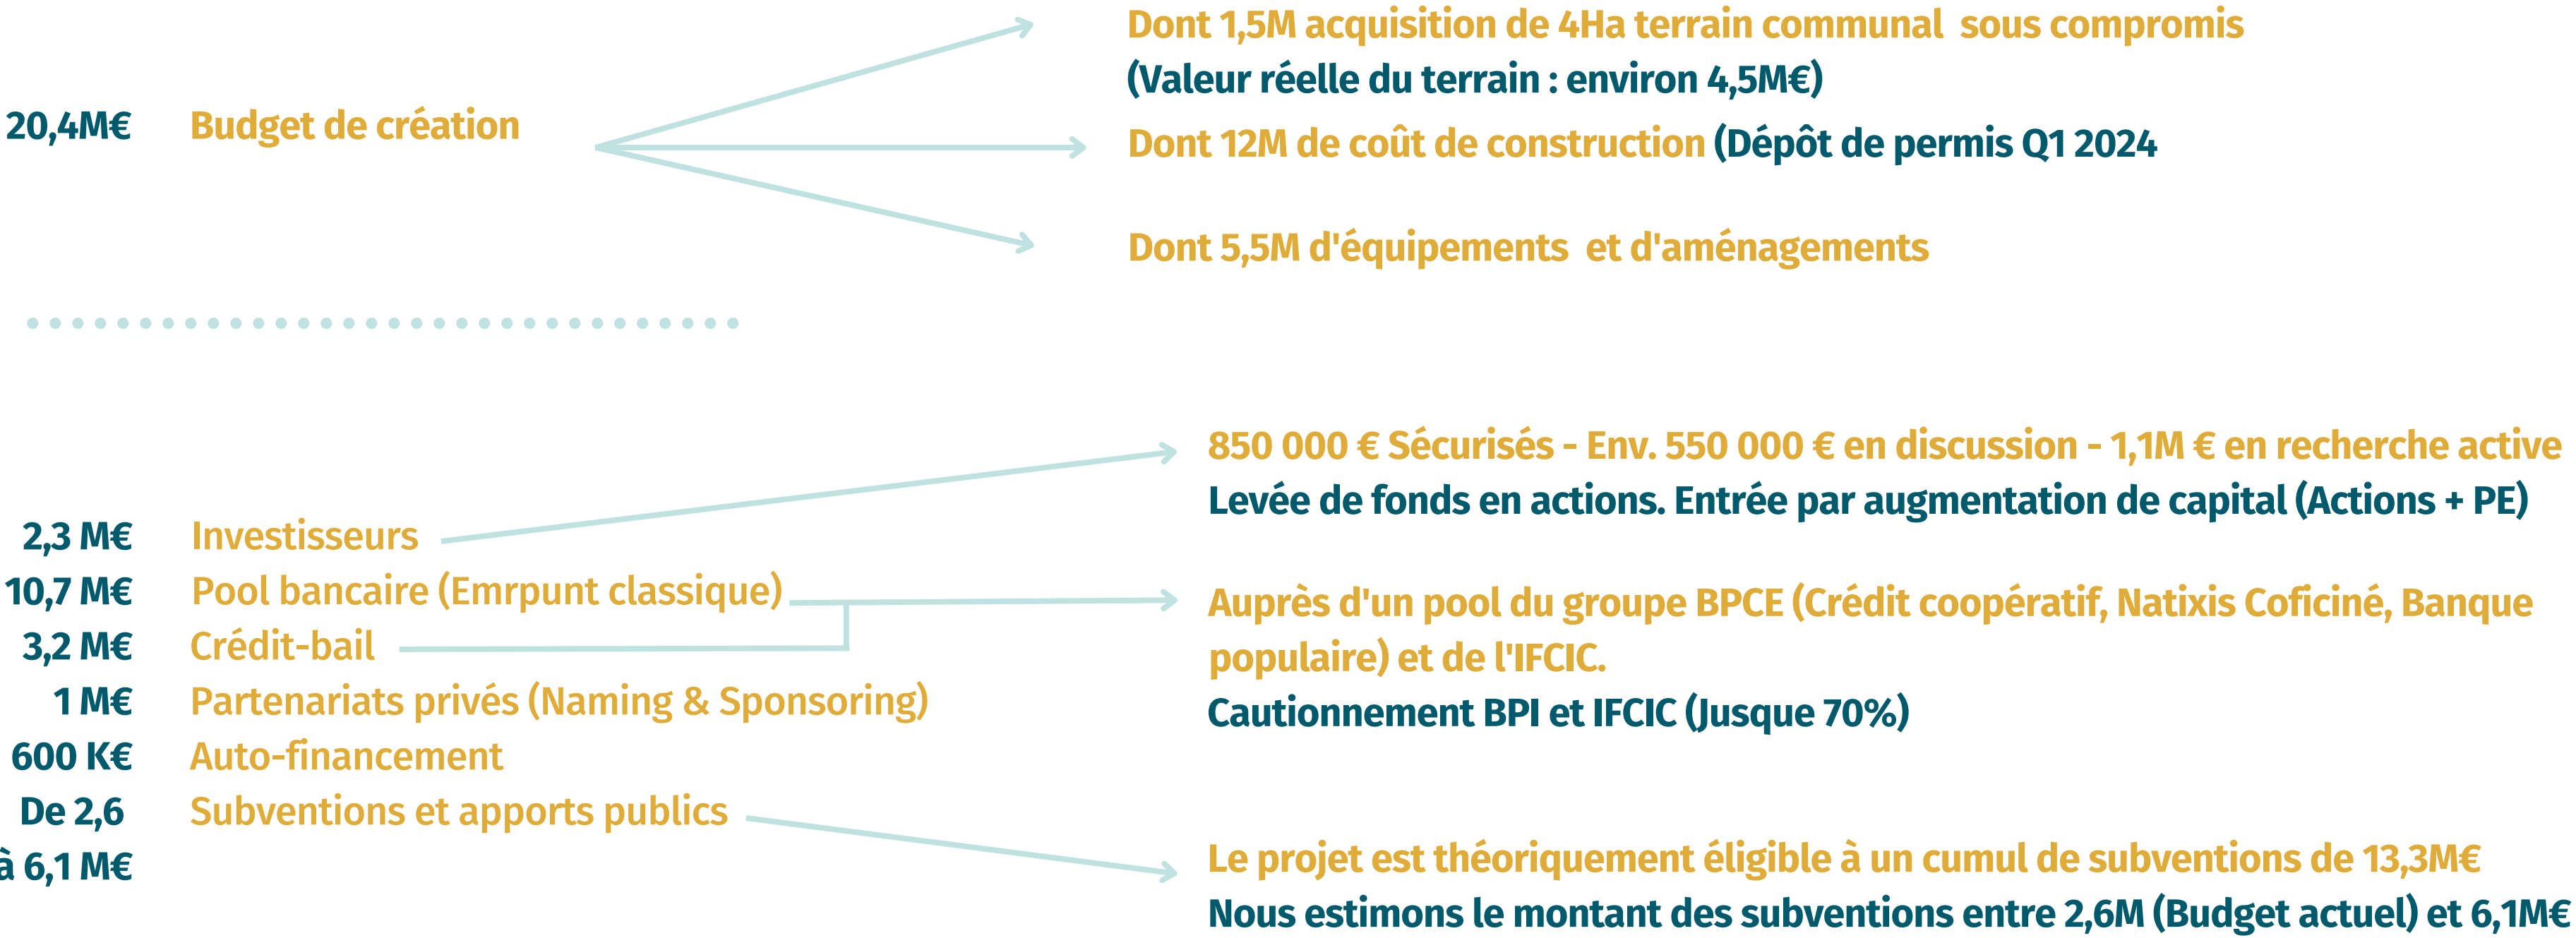 Dont 1,5M acquisition de 4Ha terrain communal sous compromis
(Valeur réelle du terrain : environ 4,5M€)
20,4M€ Budget de création
Dont 12M de coût de construction (Dépôt de permis Q1 2024
Dont 5,5M d'équipements et d'aménagements
850 000 € Sécurisés - Env. 550 000 € en discussion - 1,1M € en recherche active
Levée de fonds en actions. Entrée par augmentation de capital (Actions + PE)
2,3 M€ Investisseurs
10,7 M€ Pool bancaire (Emrpunt classique)
3,2 M€ Crédit-bail
1 M€ Partenariats privés (Naming & Sponsoring)
600 K€ Auto-financement
De 2,6 Subventions et apports publics
à 6,1 M€
Auprès d'un pool du groupe BPCE (Crédit coopératif, Natixis Coficiné, Banque
populaire) et de l'IFCIC.
Cautionnement BPI et IFCIC (Jusque 70%)
Le projet est théoriquement éligible à un cumul de subventions de 13,3M€
Nous estimons le montant des subventions entre 2,6M (Budget actuel) et 6,1M€